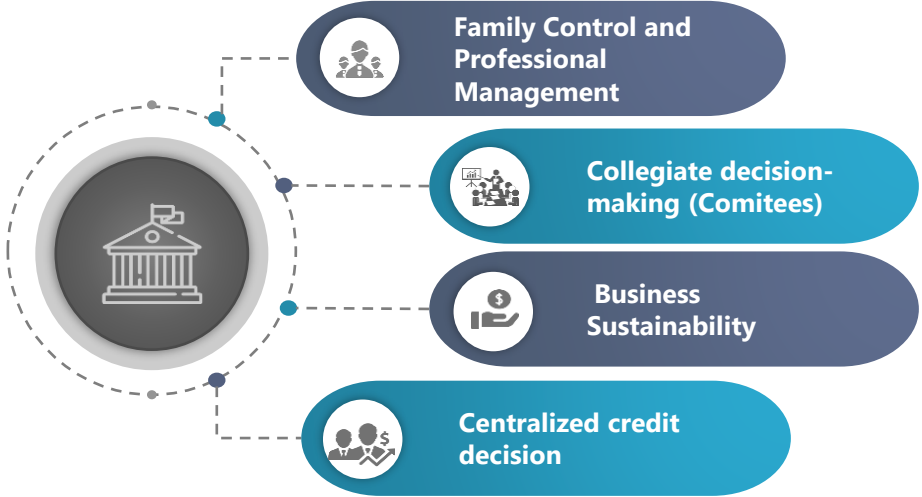 Family Control and
Professional
Management
Collegiate decision-
making (Comitees)
Business
Sustainability
Centralized credit
decision